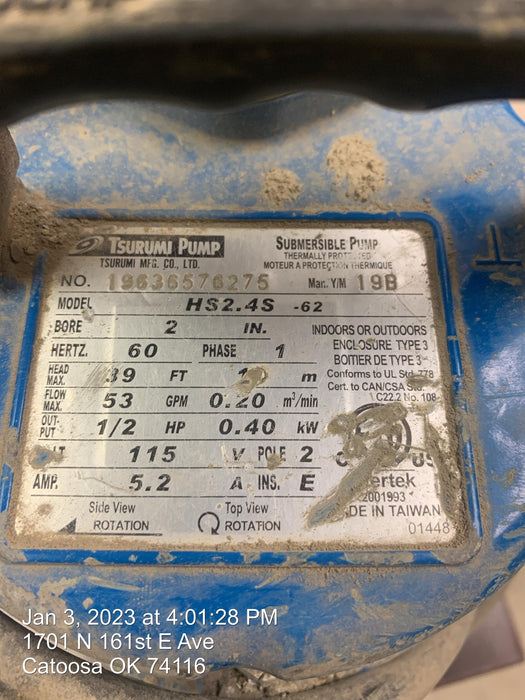 TSURUMI PUMP
TSURUMI MFG. CO., LTD.
SUBMERSIBLE PUMP
THERMALLY PROTECTED
MOTEUR A PROTECTION THERMIQUE
NO. 19636576275 Man. Y/M 19B
MODEL HS2.4S -62
BORE 2 IN.
HERTZ. 60 PHASE 1
HEAD MAX. 39 FT m
FLOW MAX. 53 GPM 0.20 m³/min
OUT-PUT 1/2 HP 0.40 kW
115 V POLE 2
AMP. 5.2 A INS. E
INDOORS OR OUTDOORS
ENCLOSURE TYPE 3
BOITIER DE TYPE 3
Conforms to UL Std. 778
Cert. to CAN/CSA Std.
C22.2 No. 108
US
Intertek
2001993
MADE IN TAIWAN
01448
Side View
ROTATION
Top View
ROTATION
Jan 3, 2023 at 4:01:28 PM
1701 N 161st E Ave
Catoosa OK 74116